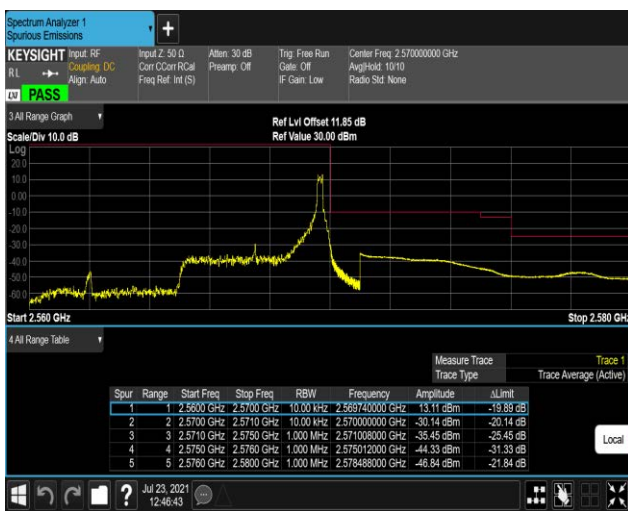 Spectrum Analyzer 1
Spurious Emissions
KEYSIGHT Input: RF Input Z: 50 Ω Atten: 30 dB Trig: Free Run Center Freq: 2.570000000 GHz
RL Coupling: DC Corr CCorr RCal Preamp: Off Gate: Off Avg|Hold: 10/10
Align: Auto Freq Ref: Int (S) IF Gain: Low Radio Std: None
LXI PASS
3 All Range Graph
Ref Lvl Offset 11.85 dB
Scale/Div 10.0 dB Ref Value 30.00 dBm
Log
20.0
10.0
0.00
-10.0
-20.0
-30.0
-40.0
-50.0
-60.0
Start 2.560 GHz Stop 2.580 GHz
4 All Range Table
Measure Trace Trace 1
Trace Type Trace Average (Active)
Spur Range Start Freq Stop Freq RBW Frequency Amplitude ΔLimit
1 1 2.5600 GHz 2.5700 GHz 10.00 kHz 2.569740000 GHz 13.11 dBm -19.89 dB
2 2 2.5700 GHz 2.5710 GHz 10.00 kHz 2.570000000 GHz -30.14 dBm -20.14 dB
3 3 2.5710 GHz 2.5750 GHz 1.000 MHz 2.571008000 GHz -35.45 dBm -25.45 dB
4 4 2.5750 GHz 2.5760 GHz 1.000 MHz 2.575012000 GHz -44.33 dBm -31.33 dB
5 5 2.5760 GHz 2.5800 GHz 1.000 MHz 2.578488000 GHz -46.84 dBm -21.84 dB
Local
Jul 23, 2021
12:46:43